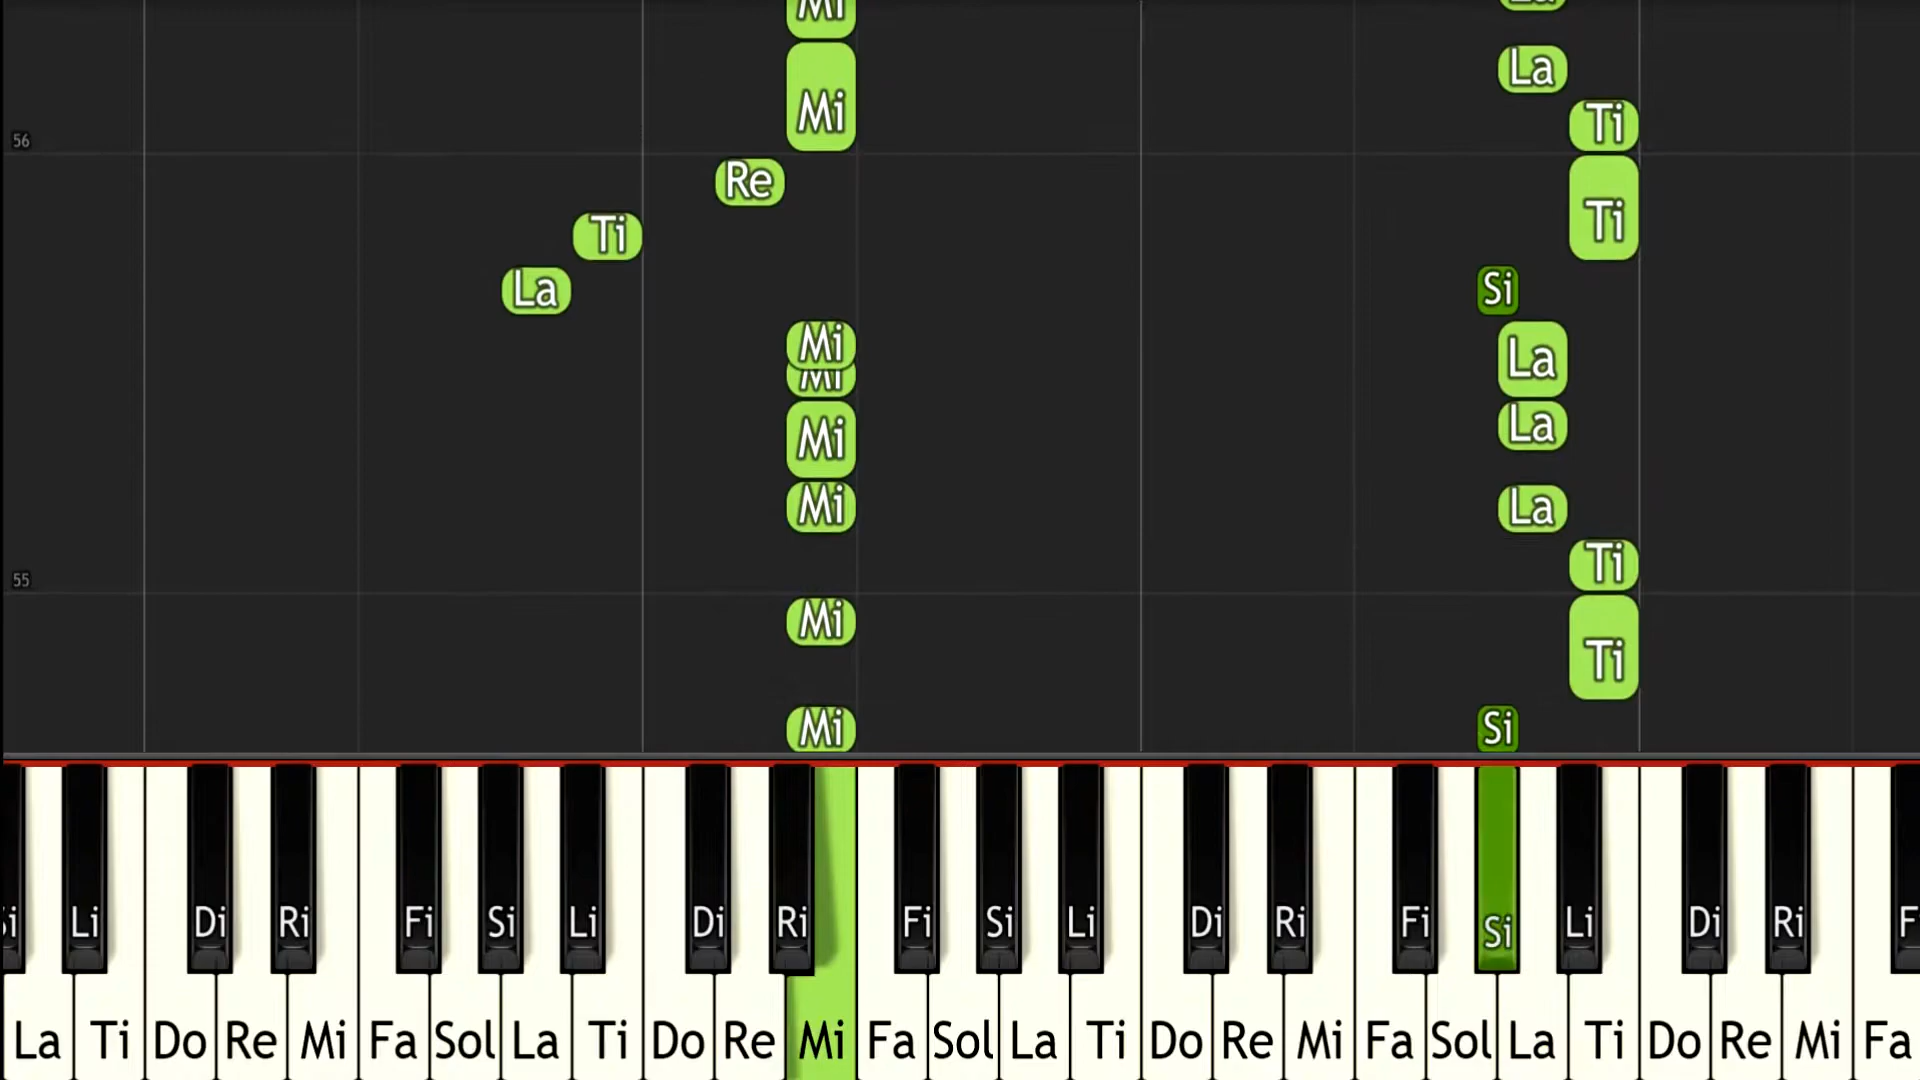 Mi La
La
Mi
Ti
56
Re
Ti
Ti
La Si
Mi
La
Mi
Mi La
Mi La
Ti
55
Mi
Ti
Mi Si
Li Di Ri Fi Si Li Di Ri Fi Si Li Di Ri Fi Si Li Di Ri F
La Ti Do Re Mi Fa Sol La Ti Do Re Mi Fa Sol La Ti Do Re Mi Fa Sol La Ti Do Re Mi Fa